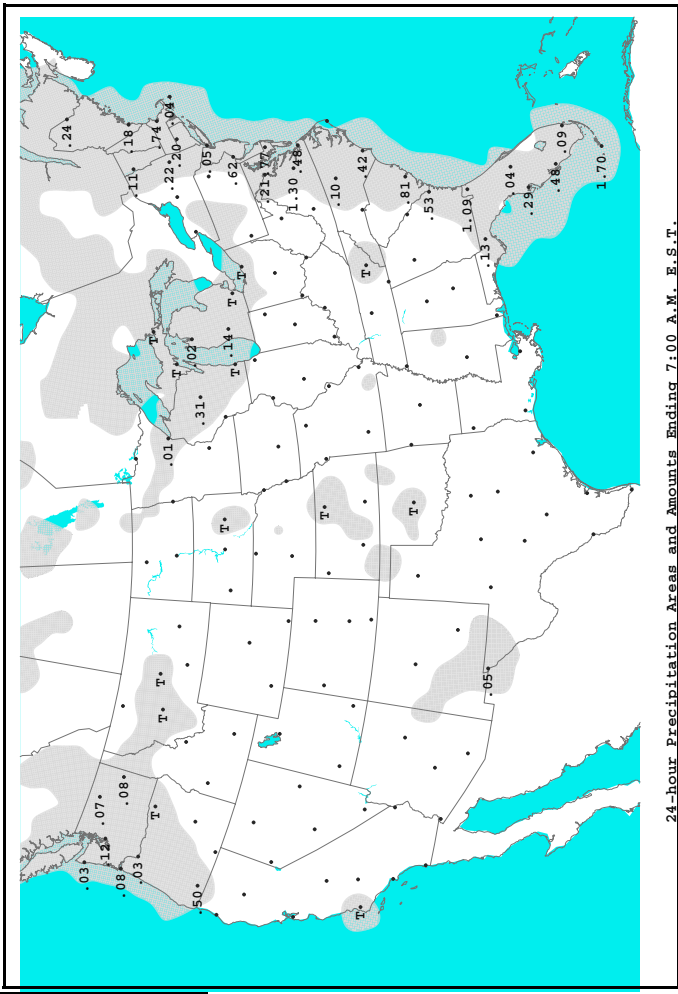 .24
.03
.07
.12
.08
.08
.18
.11
.03
T
T
.74
T
T
.01
.22
.04
T
.20
.02
.50
.31
.05
T
.14
T
.62
T
T
.21
.77
1.30
.48
T
.10
T
.42
T
.81
T
.53
1.09
.13
.05
.04
.29
.48
.09
1.70
24-hour Precipitation Areas and Amounts Ending 7:00 A.M. E.S.T.